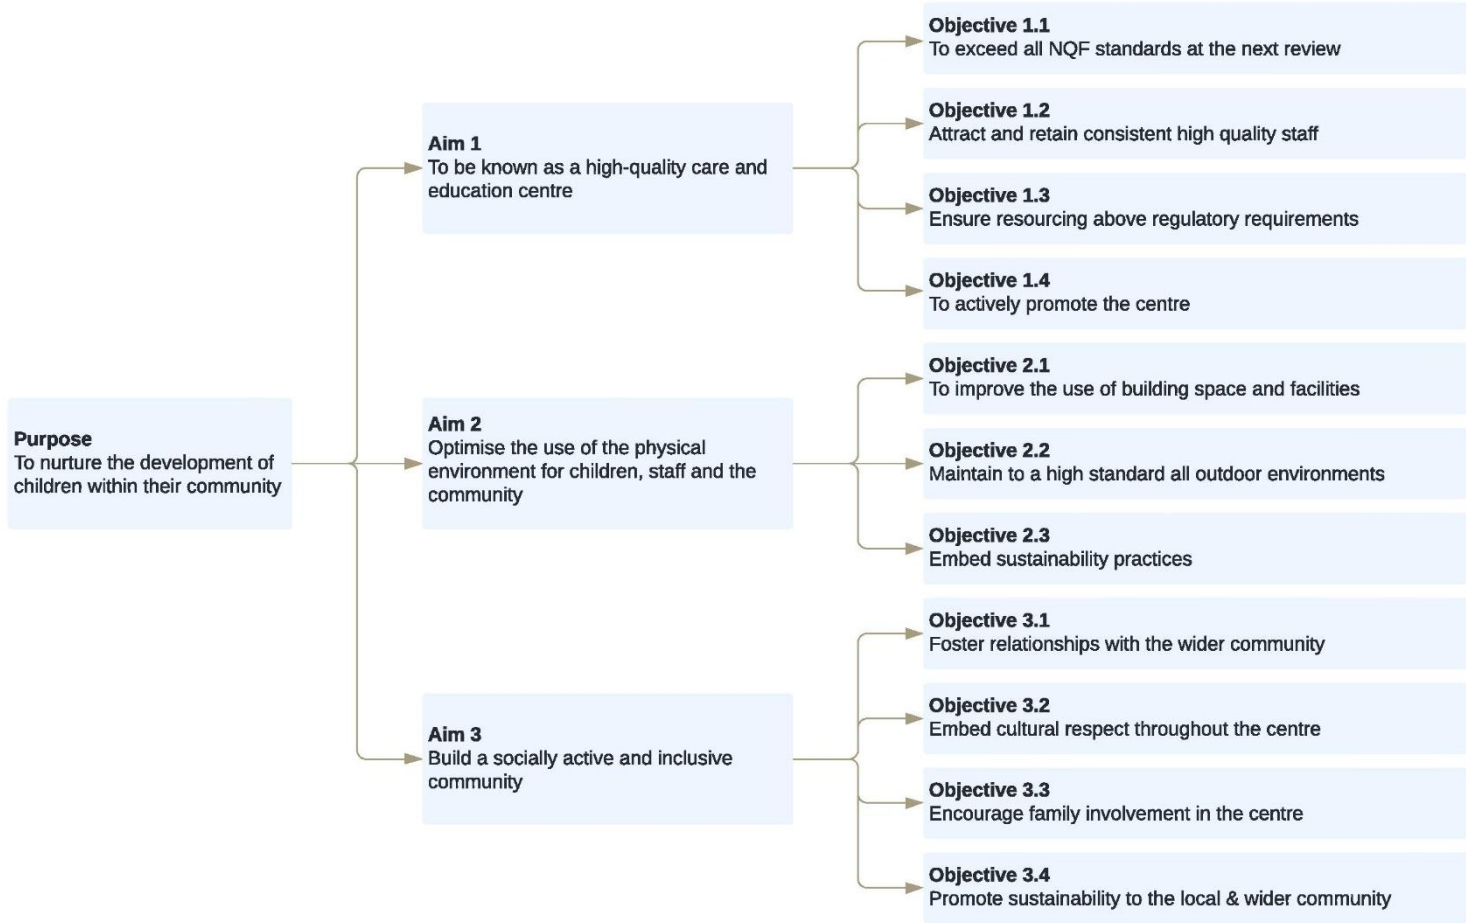 Purpose
To nurture the development of
children within their community
Aim 1
To be known as a high-quality care and
education centre
Objective 1.1
To exceed all NQF standards at the next review
Objective 1.2
Attract and retain consistent high quality staff
Objective 1.3
Ensure resourcing above regulatory requirements
Objective 1.4
To actively promote the centre
Aim 2
Optimise the use of the physical
environment for children, staff and the
community
Objective 2.1
To improve the use of building space and facilities
Objective 2.2
Maintain to a high standard all outdoor environments
Objective 2.3
Embed sustainability practices
Aim 3
Build a socially active and inclusive
community
Objective 3.1
Foster relationships with the wider community
Objective 3.2
Embed cultural respect throughout the centre
Objective 3.3
Encourage family involvement in the centre
Objective 3.4
Promote sustainability to the local & wider community